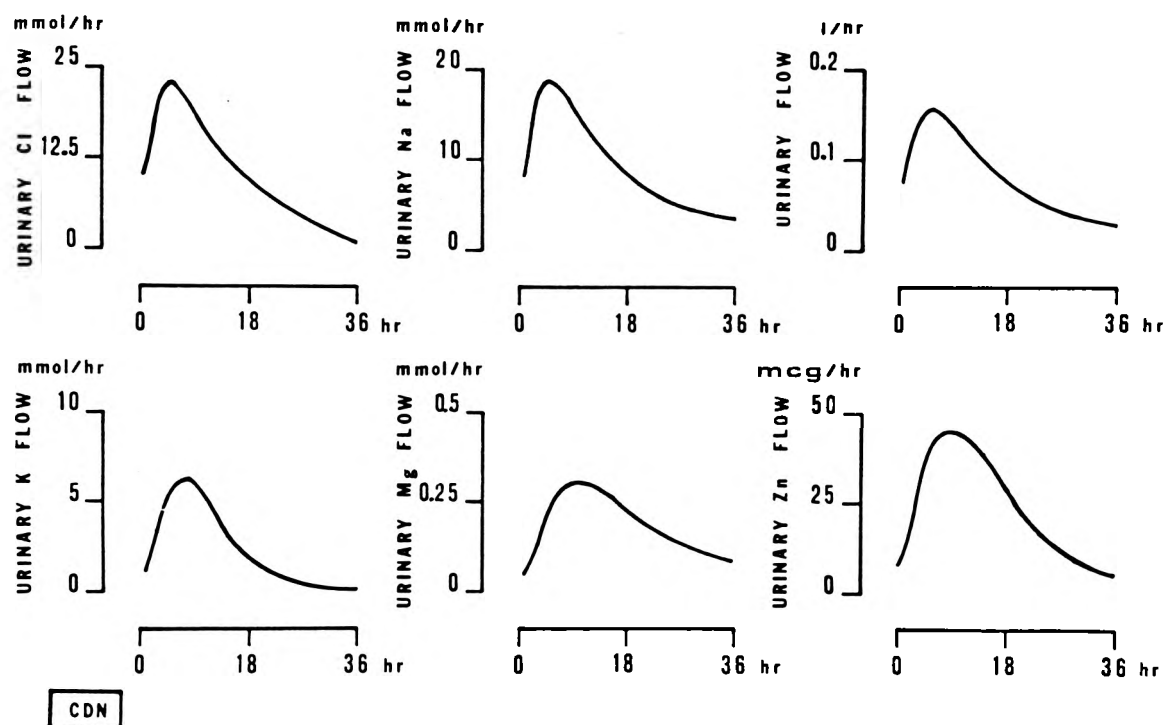 mmol/hr
URINARY Cl FLOW
25
12.5
0
0 18 36 hr
mmol/hr
URINARY Na FLOW
20
10
0
0 18 36 hr
l/hr
URINARY FLOW
0.2
0.1
0
0 18 36 hr
mmol/hr
URINARY K FLOW
10
5
0
0 18 36 hr
mmol/hr
URINARY Mg FLOW
0.5
0.25
0
0 18 36 hr
mcg/hr
URINARY Zn FLOW
50
25
0
0 18 36 hr
CDN